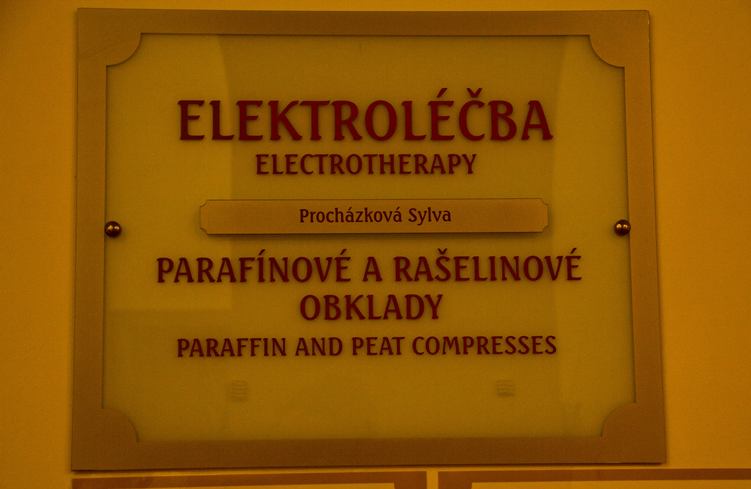 ELEKTROLÉČBA
ELECTROTHERAPY
Procházková Sylva
PARAFÍNOVÉ A RAŠELINOVÉ
OBKLADY
PARAFFIN AND PEAT COMPRESSES